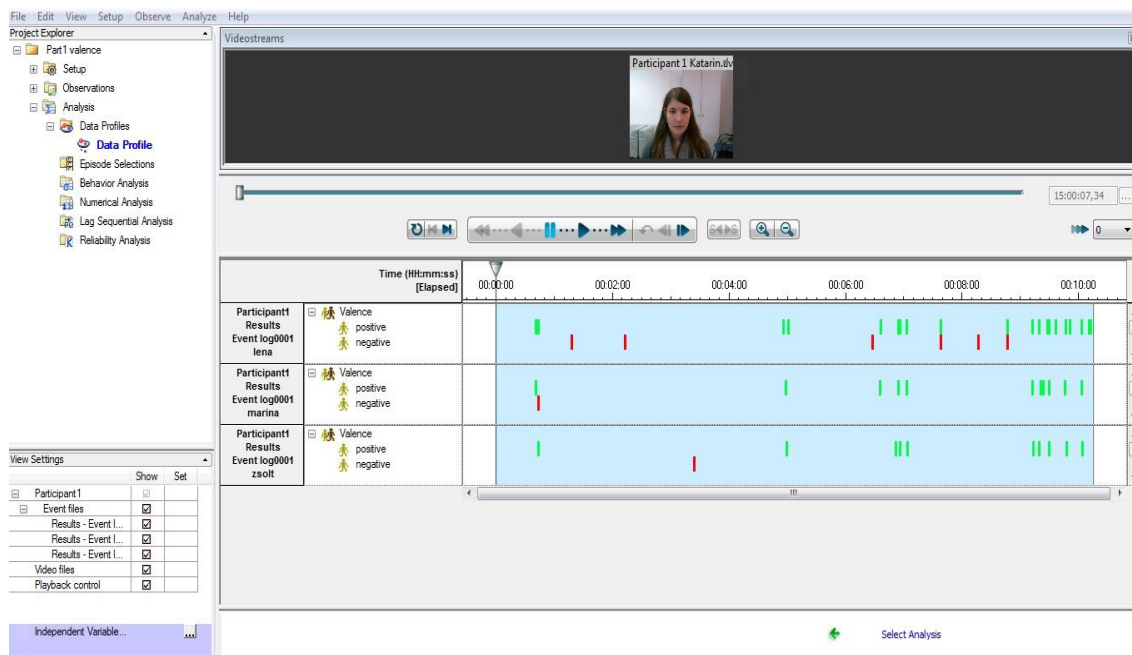 File Edit View Setup Observe Analyze Help
Project Explorer
Part1 valence
Setup
Observations
Analysis
Data Profiles
Data Profile
Episode Selections
Behavior Analysis
Numerical Analysis
Lag Sequential Analysis
Reliability Analysis
View Settings
Show Set
Participant1
Event files
Results - Event l...
Results - Event l...
Results - Event l...
Video files
Playback control
Independent Variable... ...
Videostreams
Participant 1 Katarin.
15:00:07,34 ...
0
Time (HH:mm:ss)
[Elapsed]
00:00:00 00:02:00 00:04:00 00:06:00 00:08:00 00:10:00
Participant1
Results
Event log0001
lena
Valence
positive
negative
Participant1
Results
Event log0001
marina
Valence
positive
negative
Participant1
Results
Event log0001
zsolt
Valence
positive
negative
Select Analysis